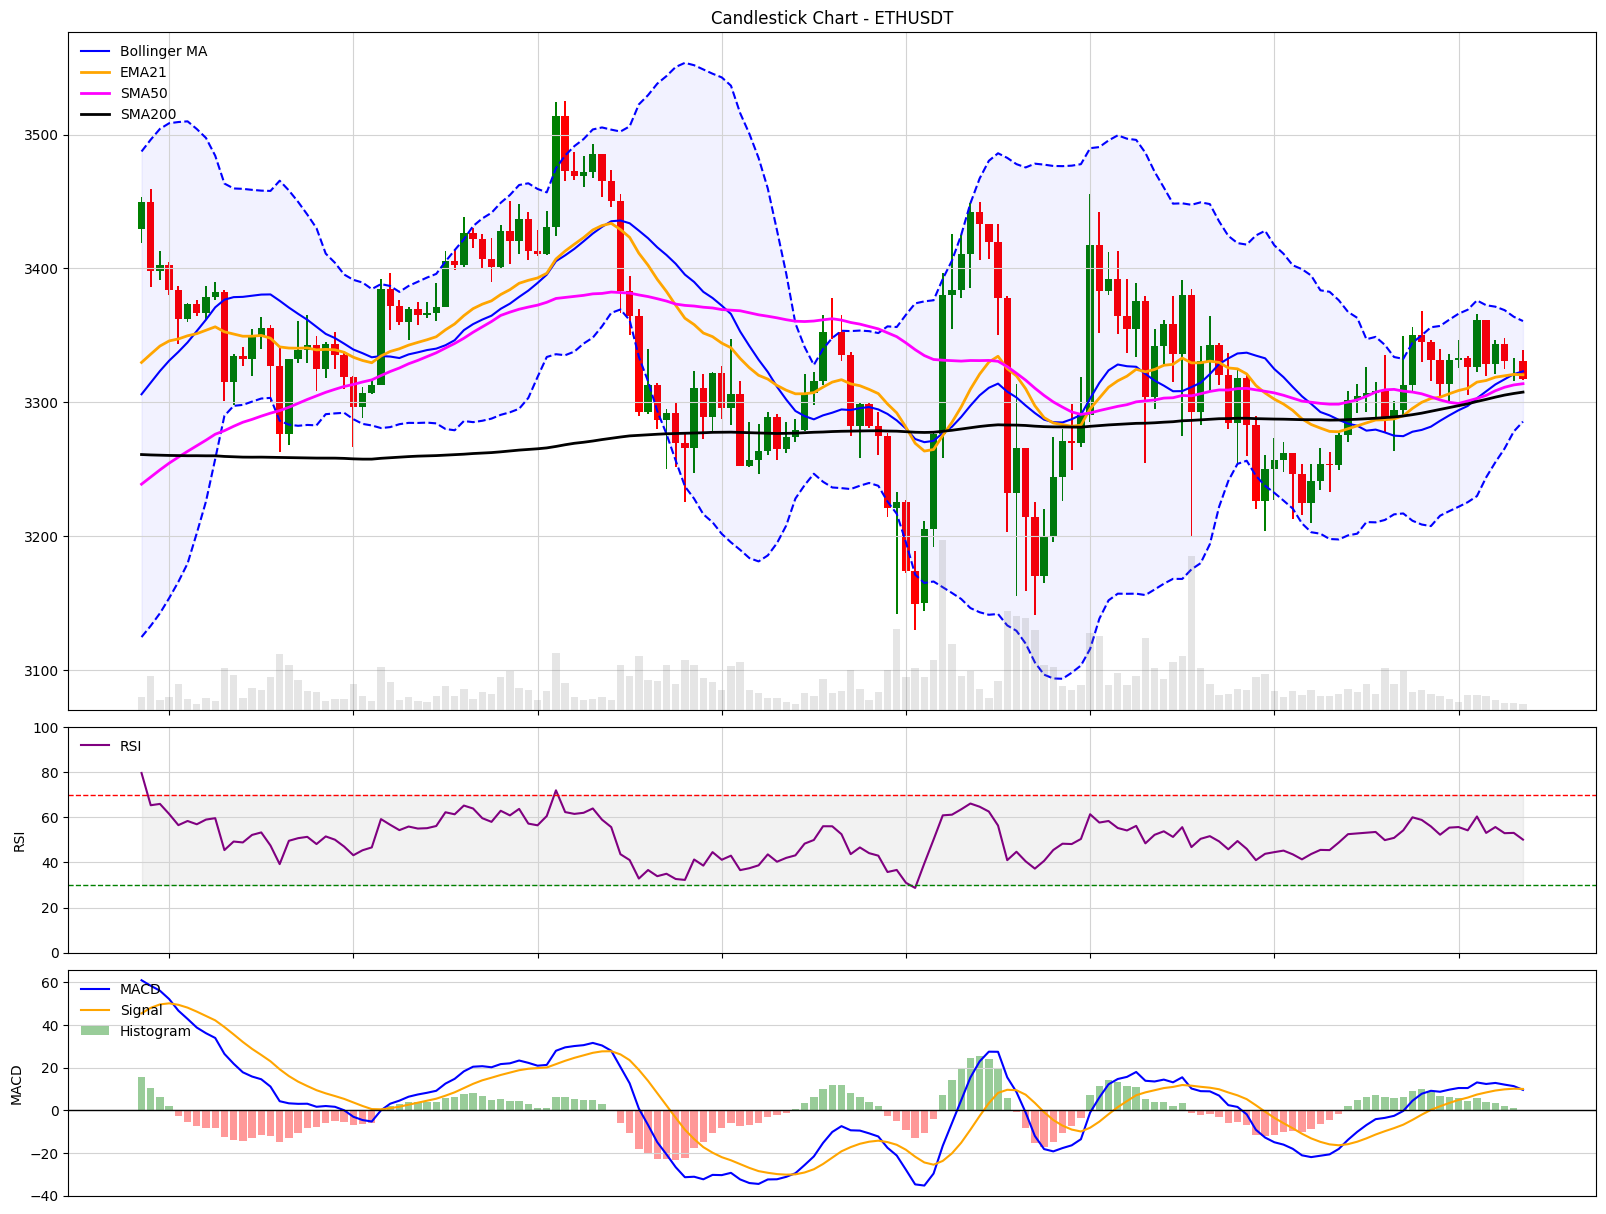 Candlestick Chart - ETHUSDT
Bollinger MA
EMA21
SMA50
SMA200
3500
3400
3300
3200
3100
RSI
100
80
60
40
20
0
RSI
MACD
Signal
Histogram
60
40
20
0
−20
−40
MACD